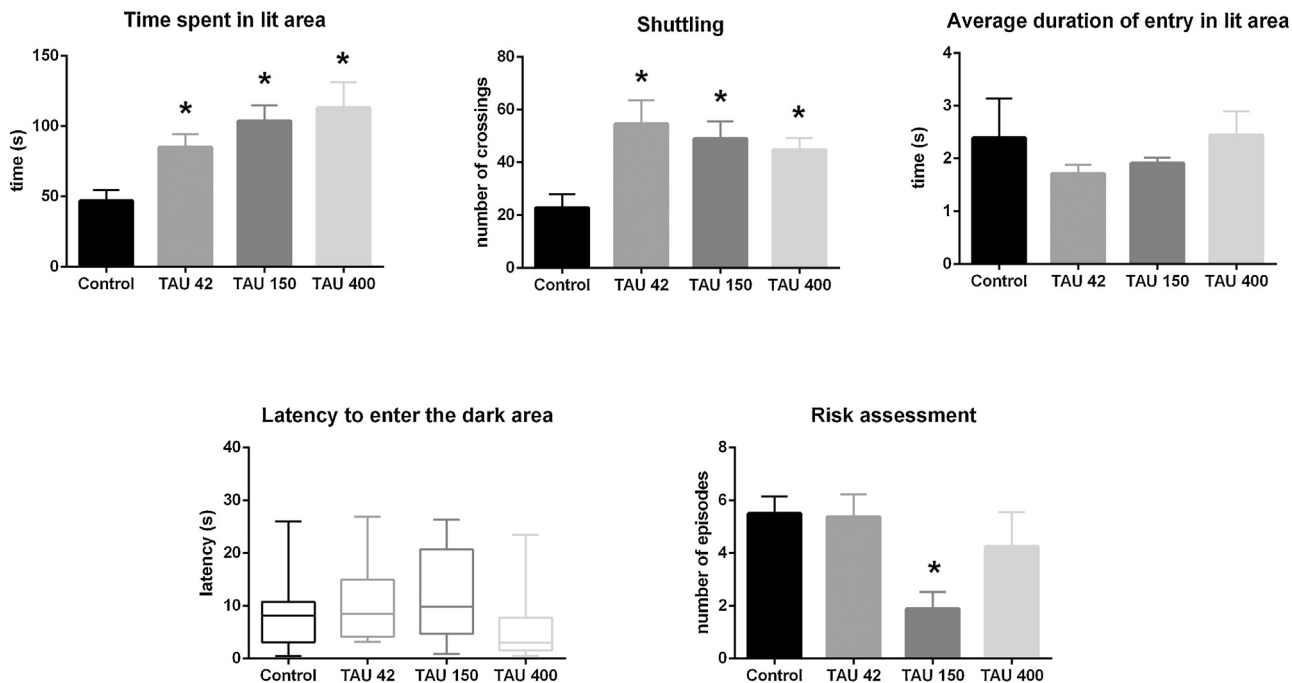 Time spent in lit area
time (s)
150
100
50
0
*
*
*
Control TAU 42 TAU 150 TAU 400
Shuttling
number of crossings
80
60
40
20
0
*
*
*
Control TAU 42 TAU 150 TAU 400
Average duration of entry in lit area
time (s)
4
3
2
1
0
Control TAU 42 TAU 150 TAU 400
Latency to enter the dark area
latency (s)
40
30
20
10
0
Control TAU 42 TAU 150 TAU 400
Risk assessment
number of episodes
8
6
4
2
0
*
Control TAU 42 TAU 150 TAU 400